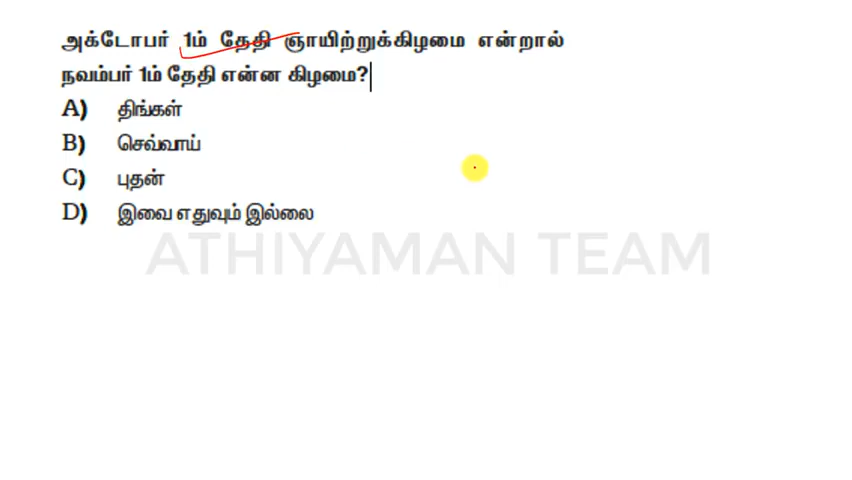 அக்டோபர் 1ம் தேதி ஞாயிற்றுக்கிழமை என்றால்
நவம்பர் 1ம் தேதி என்ன கிழமை?
A) திங்கள்
B) செவ்வாய்
C) புதன்
D) இவை எதுவும் இல்லை
ATHIYAMAN TEAM